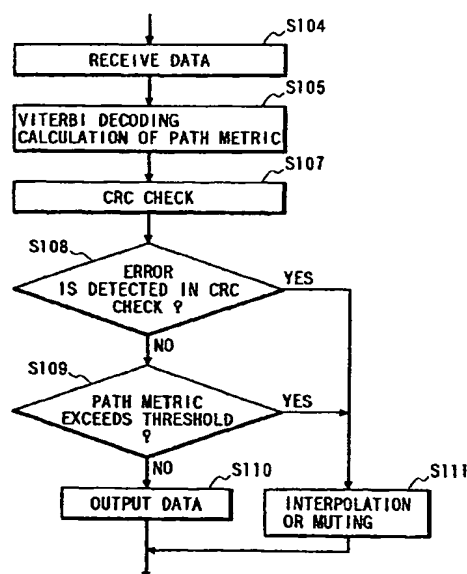 S104
RECEIVE DATA
S105
VITERBI DECODING
CALCULATION OF PATH METRIC
S107
CRC CHECK
S108
ERROR
IS DETECTED IN CRC
CHECK ?
YES
NO
S109
PATH METRIC
EXCEEDS THRESHOLD
?
YES
NO
S110
OUTPUT DATA
S111
INTERPOLATION
OR MUTING